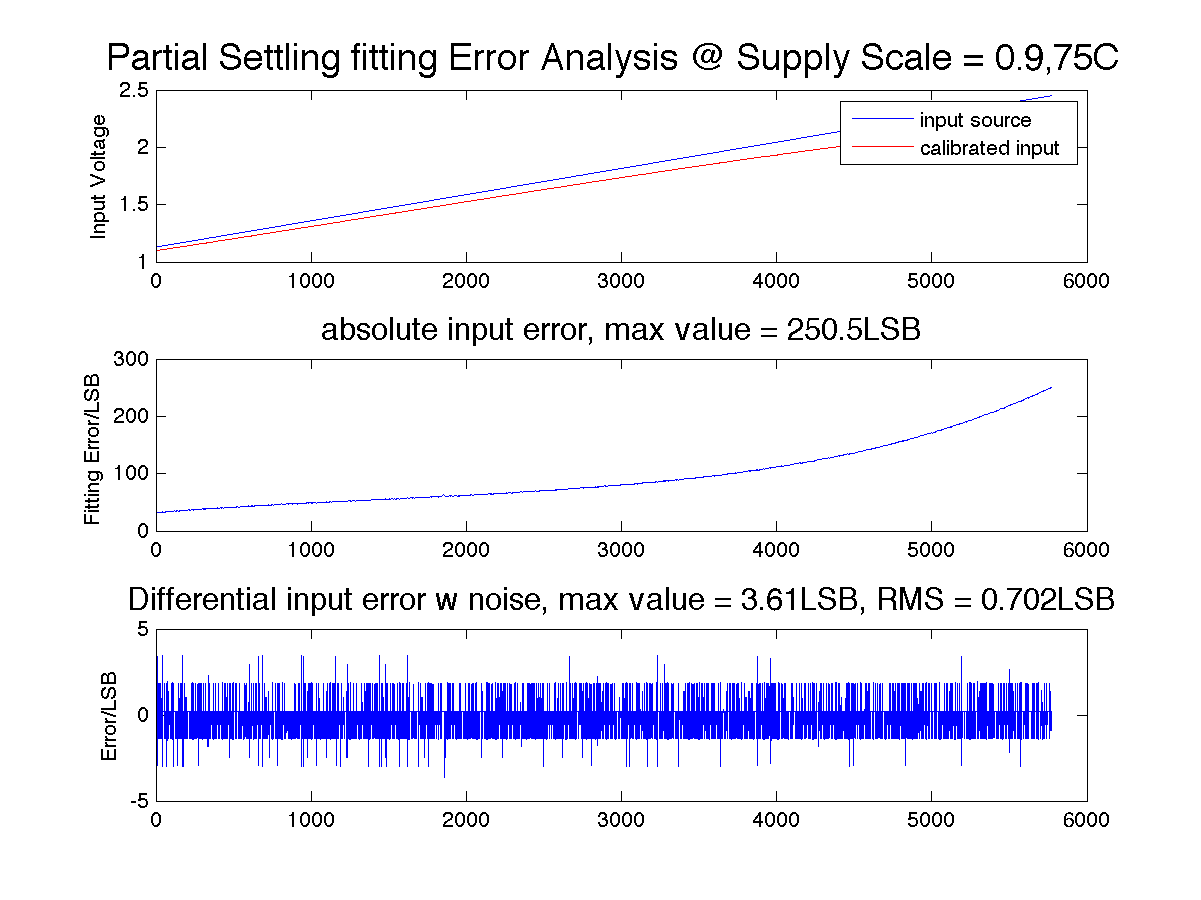 Partial Settling fitting Error Analysis @ Supply Scale = 0.9,75C
2.5
2
1.5
1
Input Voltage
input source
calibrated input
0 1000 2000 3000 4000 5000 6000
absolute input error, max value = 250.5LSB
300
200
100
0
Fitting Error/LSB
0 1000 2000 3000 4000 5000 6000
Differential input error w noise, max value = 3.61LSB, RMS = 0.702LSB
5
0
-5
Error/LSB
0 1000 2000 3000 4000 5000 6000